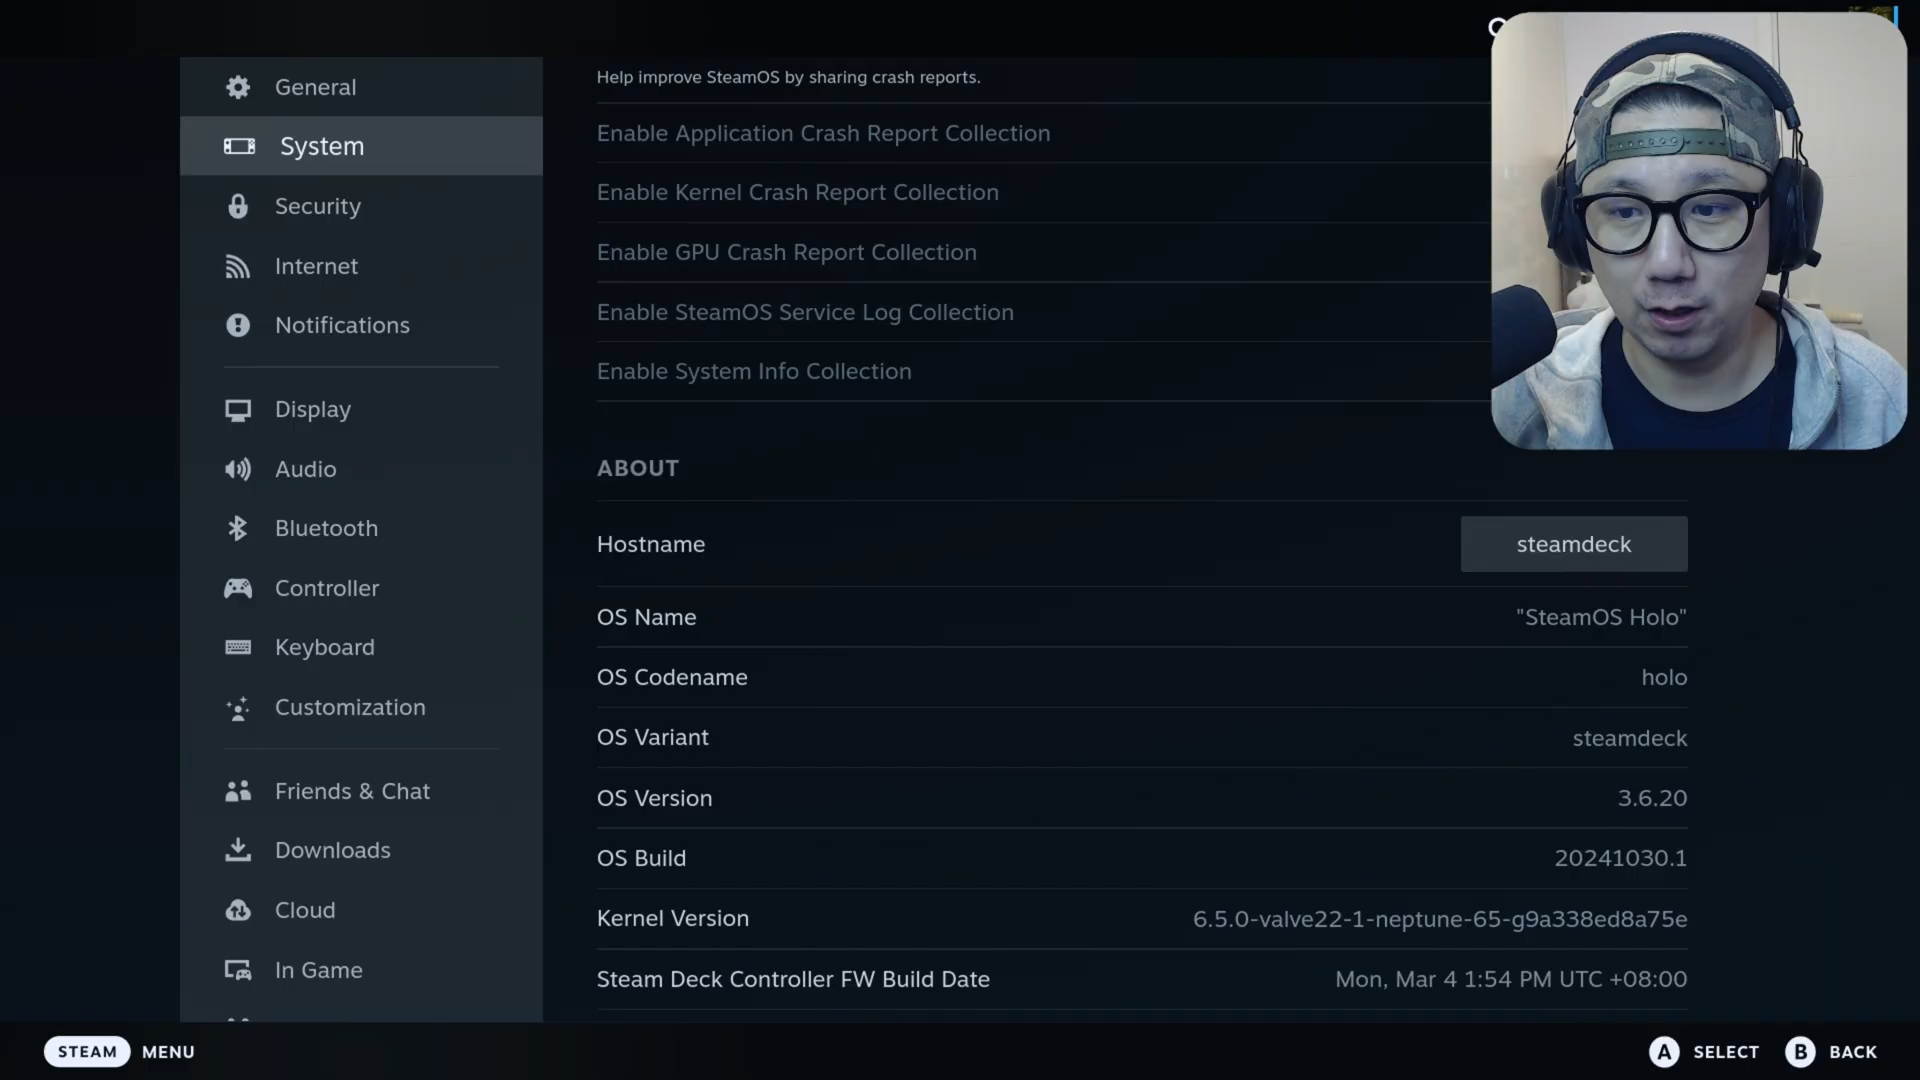 General
System
Security
Internet
Notifications
Display
Audio
Bluetooth
Controller
Keyboard
Customization
Friends & Chat
Downloads
Cloud
In Game
Help improve SteamOS by sharing crash reports.
Enable Application Crash Report Collection
Enable Kernel Crash Report Collection
Enable GPU Crash Report Collection
Enable SteamOS Service Log Collection
Enable System Info Collection
ABOUT
Hostname steamdeck
OS Name "SteamOS Holo"
OS Codename holo
OS Variant steamdeck
OS Version 3.6.20
OS Build 20241030.1
Kernel Version 6.5.0-valve22-1-neptune-65-g9a338ed8a75e
Steam Deck Controller FW Build Date Mon, Mar 4 1:54 PM UTC +08:00
STEAM MENU
A SELECT B BACK